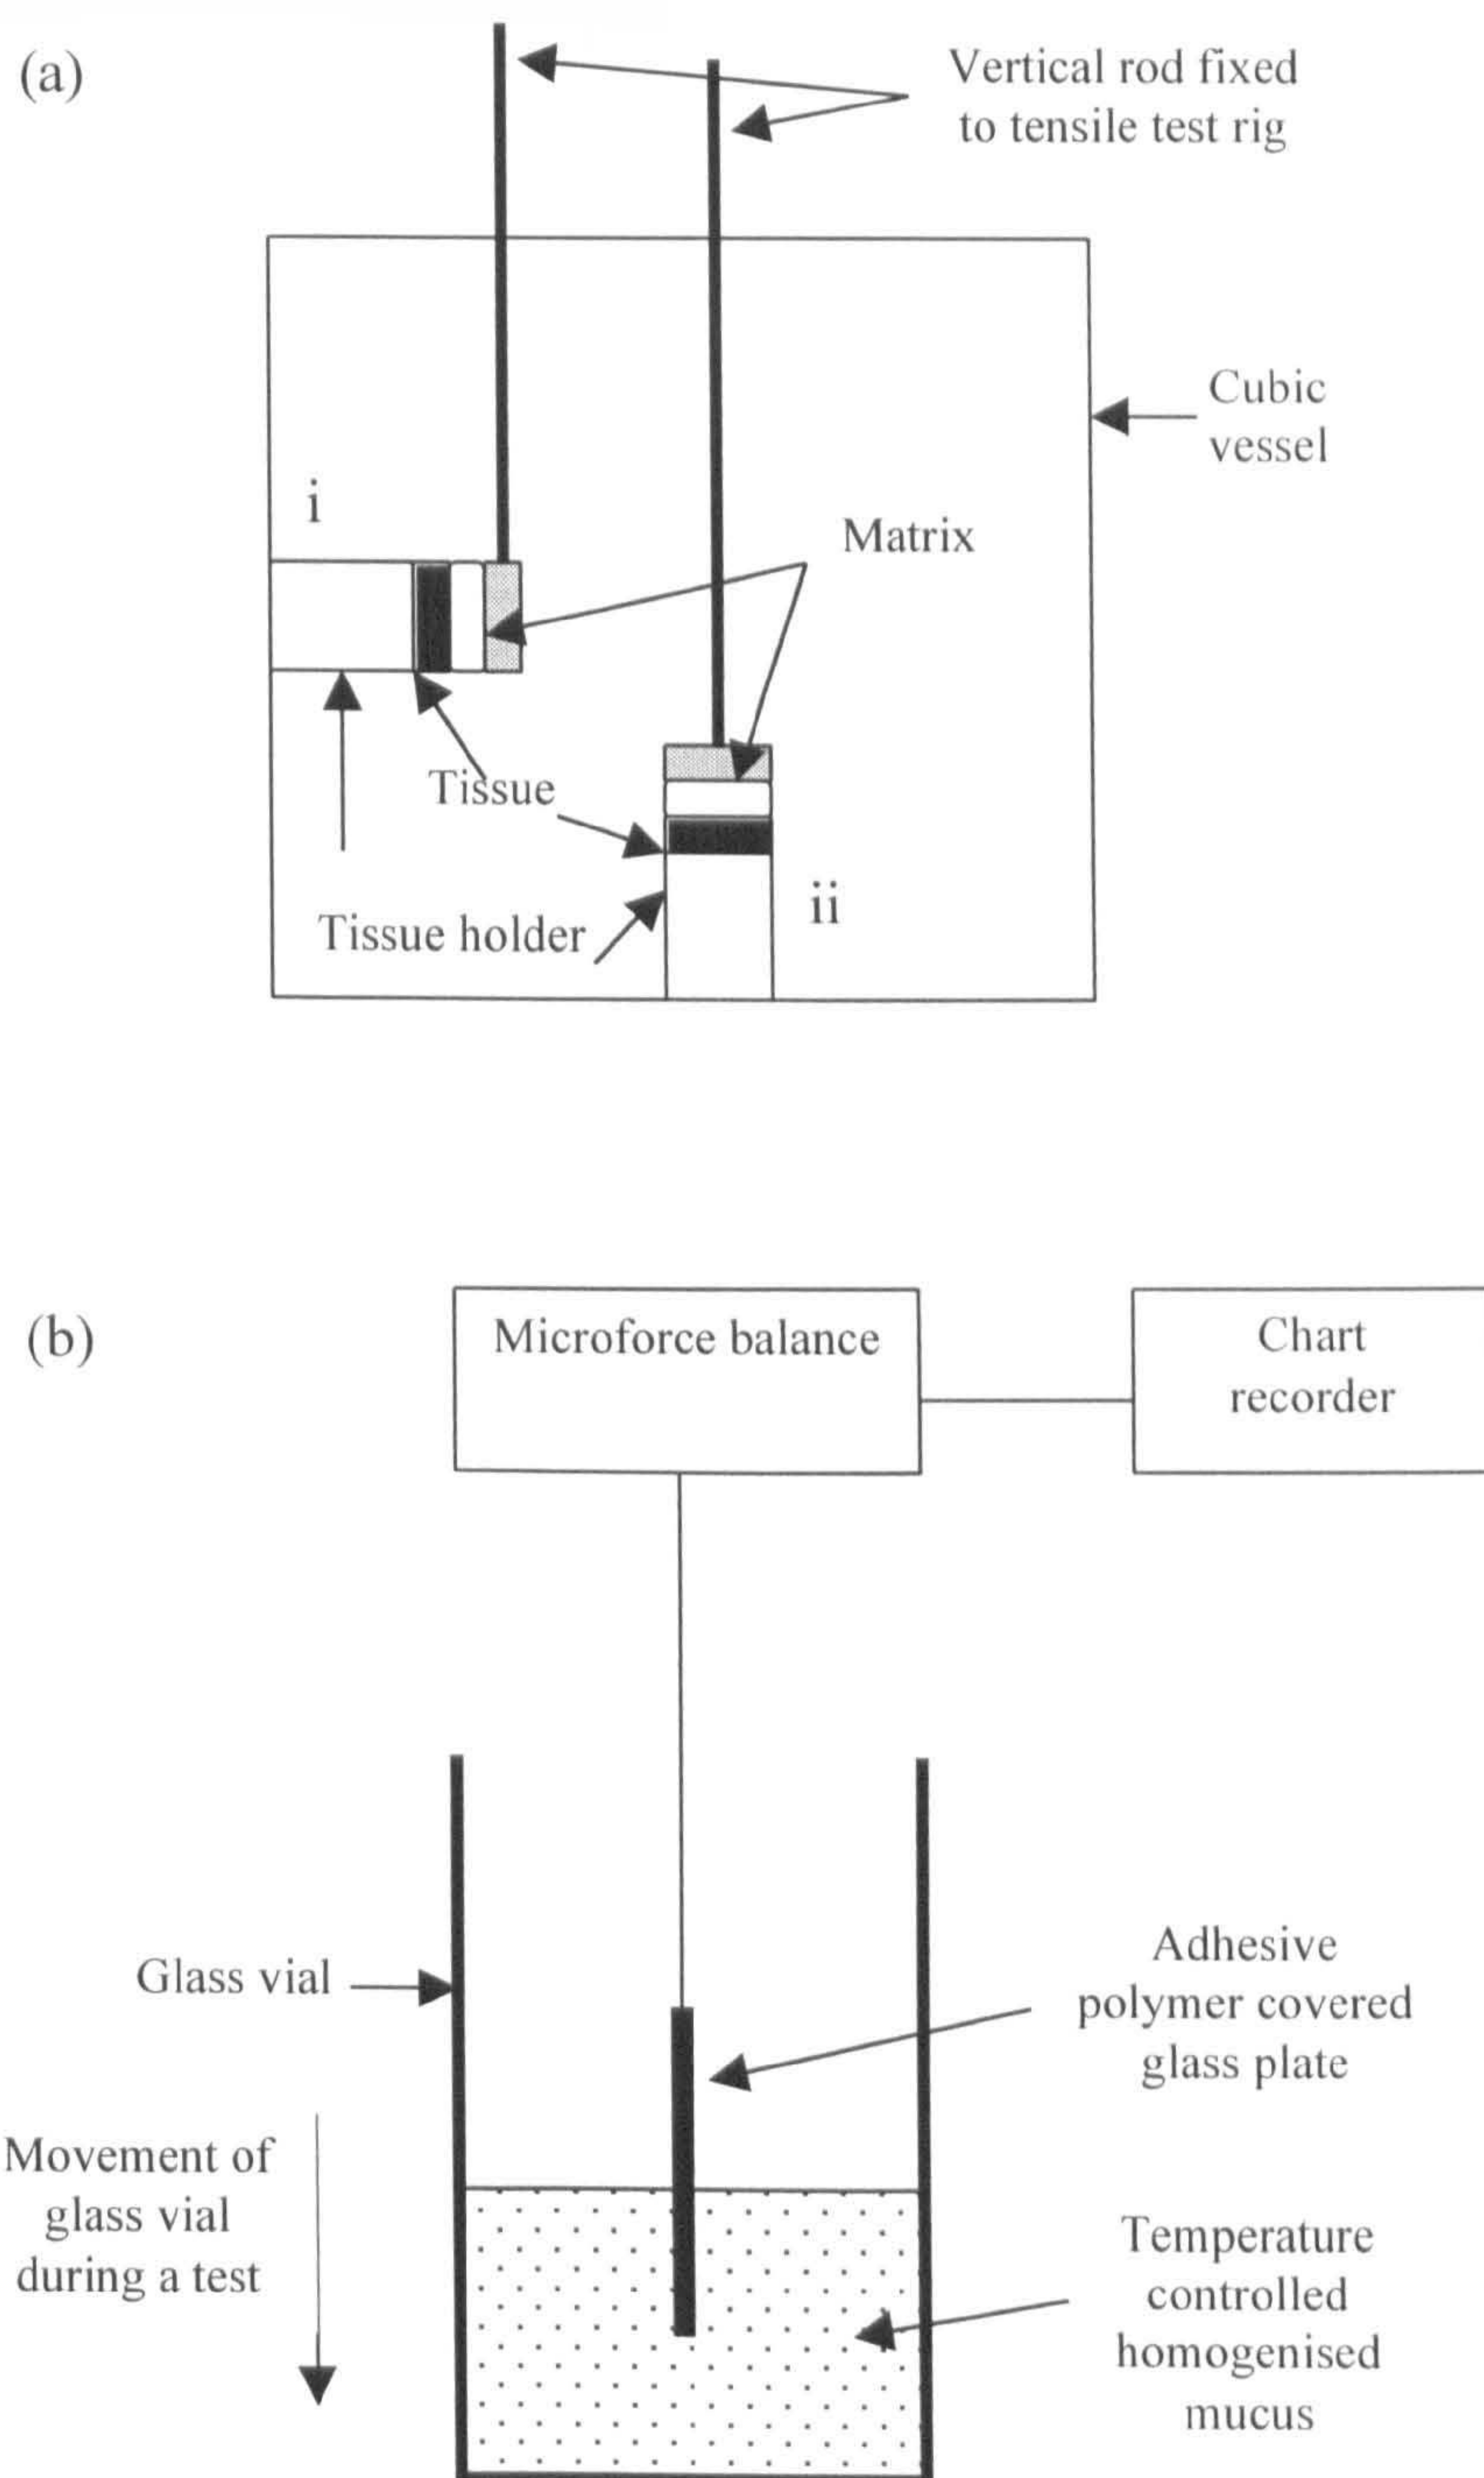 (a)
Vertical rod fixed
to tensile test rig
Cubic
vessel
i
Matrix
Tissue
ii
Tissue holder
(b)
Microforce balance
Chart
recorder
Adhesive
polymer covered
glass plate
Glass vial
Movement of
glass vial
during a test
Temperature
controlled
homogenised
mucus